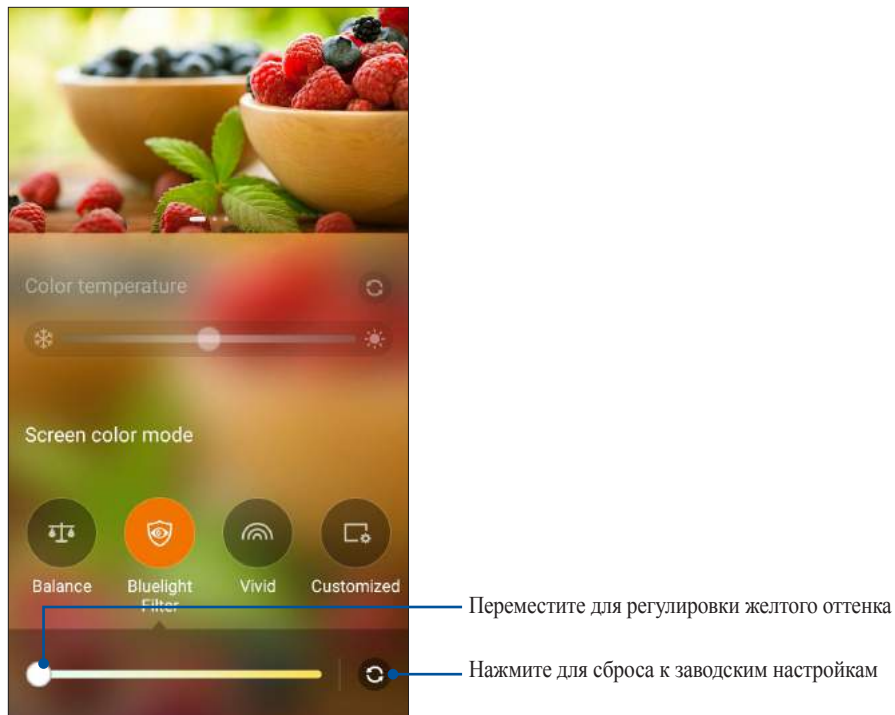 Color temperature
Screen color mode
Balance
Bluelight
Filter
Vivid
Customized
Переместите для регулировки желтого оттенка
Нажмите для сброса к заводским настройкам